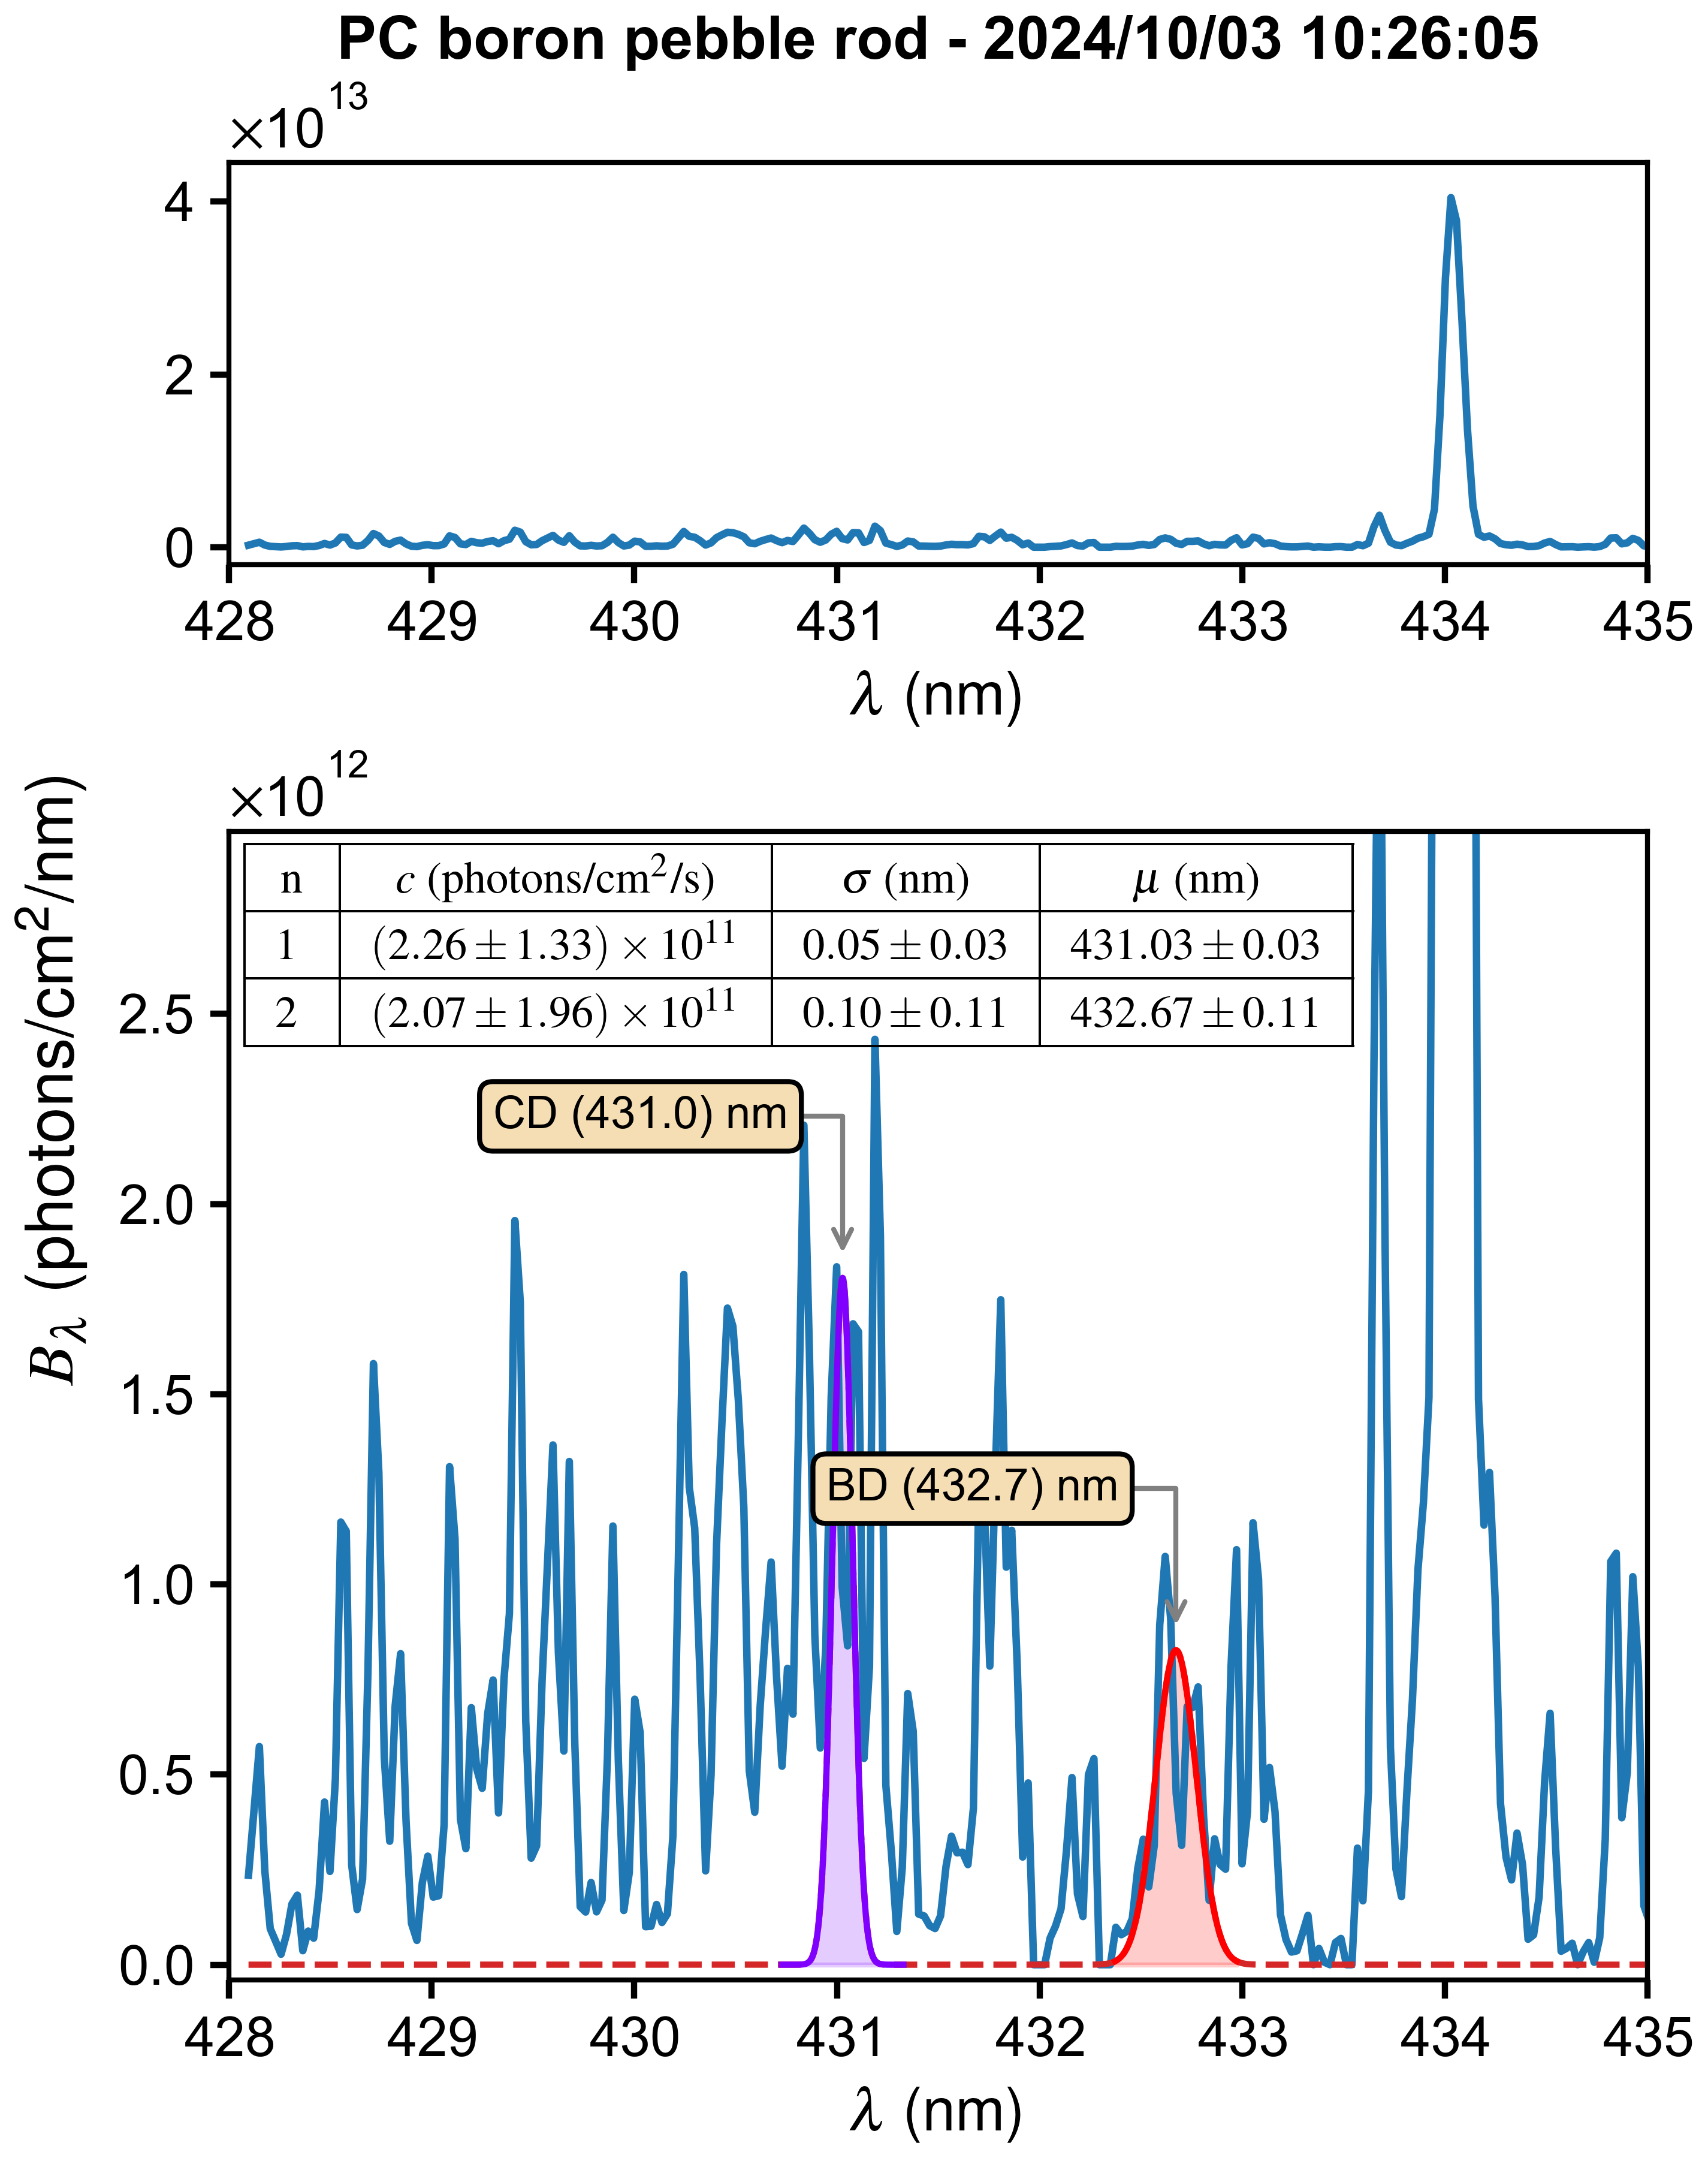 PC boron pebble rod - 2024/10/03 10:26:05
×10^13
4
2
0
428 429 430 431 432 433 434 435
λ (nm)
×10^12
B_λ (photons/cm²/nm)
n c (photons/cm²/s) σ (nm) μ (nm)
1 (2.26 ± 1.33) × 10^11 0.05 ± 0.03 431.03 ± 0.03
2 (2.07 ± 1.96) × 10^11 0.10 ± 0.11 432.67 ± 0.11
2.5
CD (431.0) nm
2.0
1.5
BD (432.7) nm
1.0
0.5
0.0
428 429 430 431 432 433 434 435
λ (nm)